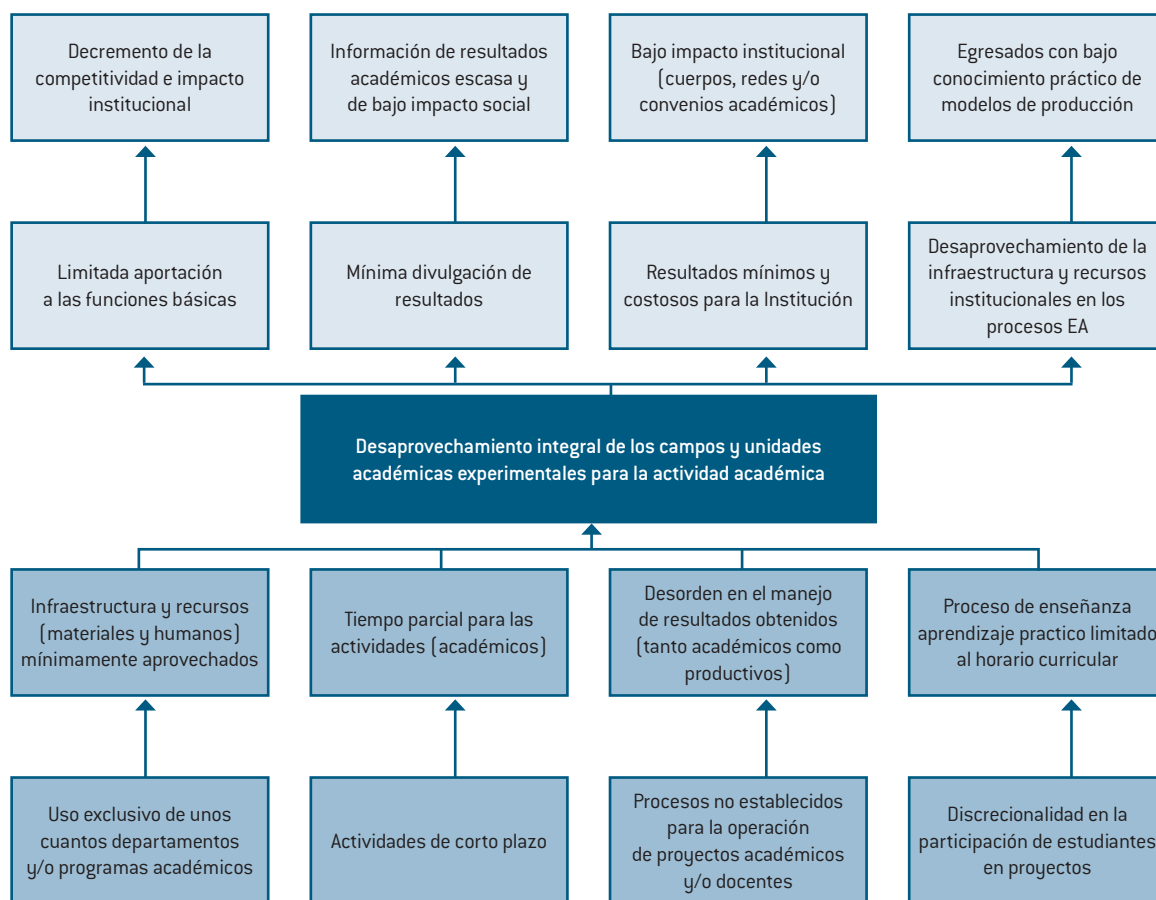 Decremento de la
competitividad e impacto
institucional
Información de resultados
académicos escasa y
de bajo impacto social
Bajo impacto institucional
(cuerpos, redes y/o
convenios académicos)
Egresados con bajo
conocimiento práctico de
modelos de producción
Limitada aportación
a las funciones básicas
Mínima divulgación de
resultados
Resultados mínimos y
costosos para la Institución
Desaprovechamiento de la
infraestructura y recursos
institucionales en los
procesos EA
Desaprovechamiento integral de los campos y unidades
académicas experimentales para la actividad académica
Infraestructura y recursos
(materiales y humanos)
mínimamente aprovechados
Tiempo parcial para las
actividades (académicos)
Desorden en el manejo
de resultados obtenidos
(tanto académicos como
productivos)
Proceso de enseñanza
aprendizaje practico limitado
al horario curricular
Uso exclusivo de unos
cuantos departamentos
y/o programas académicos
Actividades de corto plazo
Procesos no establecidos
para la operación
de proyectos académicos
y/o docentes
Discrecionalidad en la
participación de estudiantes
en proyectos